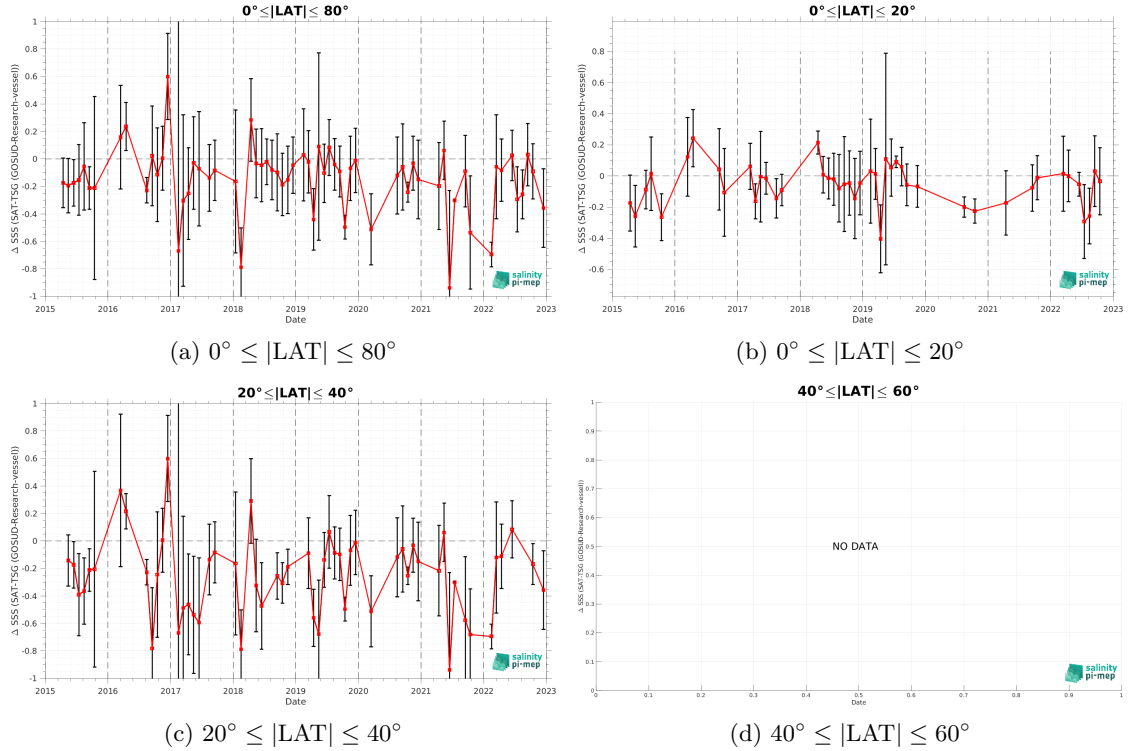 0°≤|LAT|≤ 80°
Δ SSS (SAT-TSG (GOSUD-Research-vessel))
1
0.8
0.6
0.4
0.2
0
-0.2
-0.4
-0.6
-0.8
-1
2015 2016 2017 2018 2019 2020 2021 2022 2023
Date
salinity
pi-mep
(a) 0° ≤ |LAT| ≤ 80°
0°≤|LAT|≤ 20°
Δ SSS (SAT-TSG (GOSUD-Research-vessel))
0.8
0.6
0.4
0.2
0
-0.2
-0.4
-0.6
2015 2016 2017 2018 2019 2020 2021 2022 2023
Date
salinity
pi-mep
(b) 0° ≤ |LAT| ≤ 20°
20°≤|LAT|≤ 40°
Δ SSS (SAT-TSG (GOSUD-Research-vessel))
1
0.8
0.6
0.4
0.2
0
-0.2
-0.4
-0.6
-0.8
-1
2015 2016 2017 2018 2019 2020 2021 2022 2023
Date
salinity
pi-mep
(c) 20° ≤ |LAT| ≤ 40°
40°≤|LAT|≤ 60°
Δ SSS (SAT-TSG (GOSUD-Research-vessel))
1
0.9
0.8
0.7
0.6
0.5
0.4
0.3
0.2
0.1
0
NO DATA
0 0.1 0.2 0.3 0.4 0.5 0.6 0.7 0.8 0.9 1
Date
salinity
pi-mep
(d) 40° ≤ |LAT| ≤ 60°